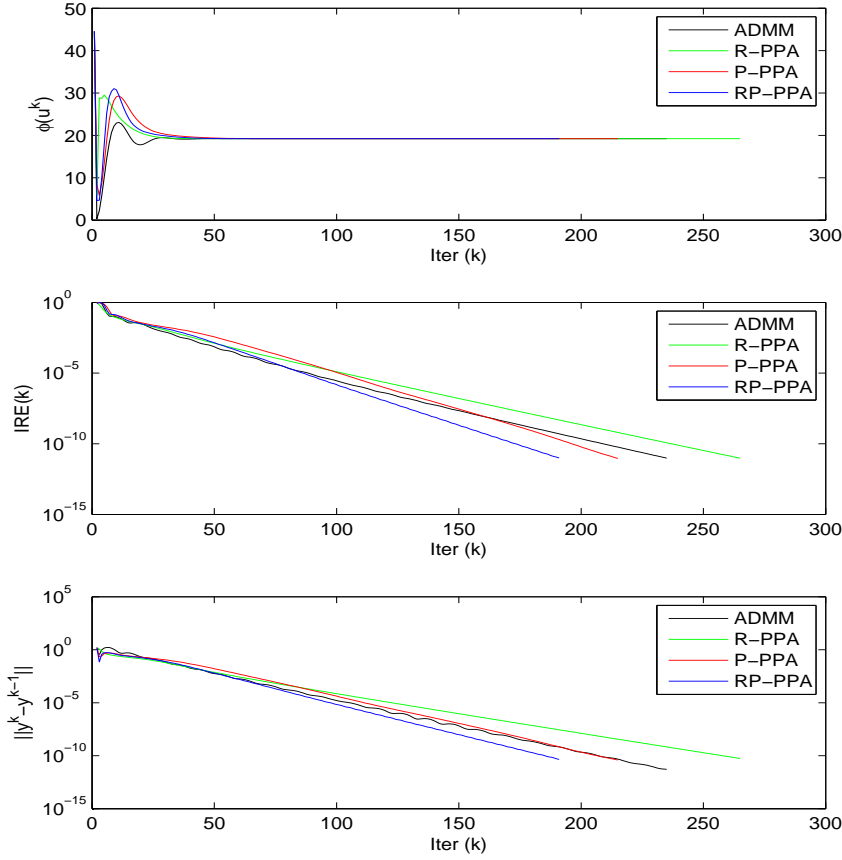 50
40
30
20
10
0
ϕ(u^k)
0
50
100
150
200
250
300
Iter (k)
ADMM
R−PPA
P−PPA
RP−PPA
10^0
10^−5
10^−10
10^−15
IRE(k)
0
50
100
150
200
250
300
Iter (k)
ADMM
R−PPA
P−PPA
RP−PPA
10^5
10^0
10^−5
10^−10
10^−15
||y^k−y^k−1||
0
50
100
150
200
250
300
Iter (k)
ADMM
R−PPA
P−PPA
RP−PPA